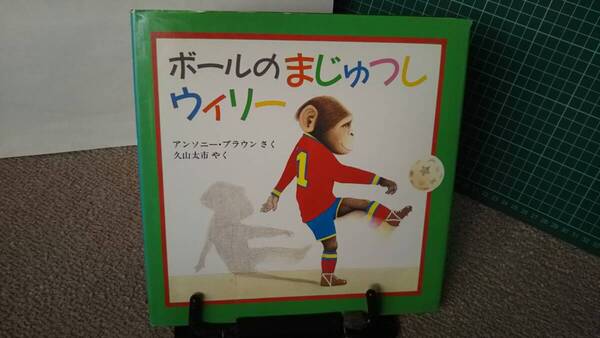 ボールのまじゅつし
ウィリー
アンソニー・ブラウン さく
久山太市 やく
1